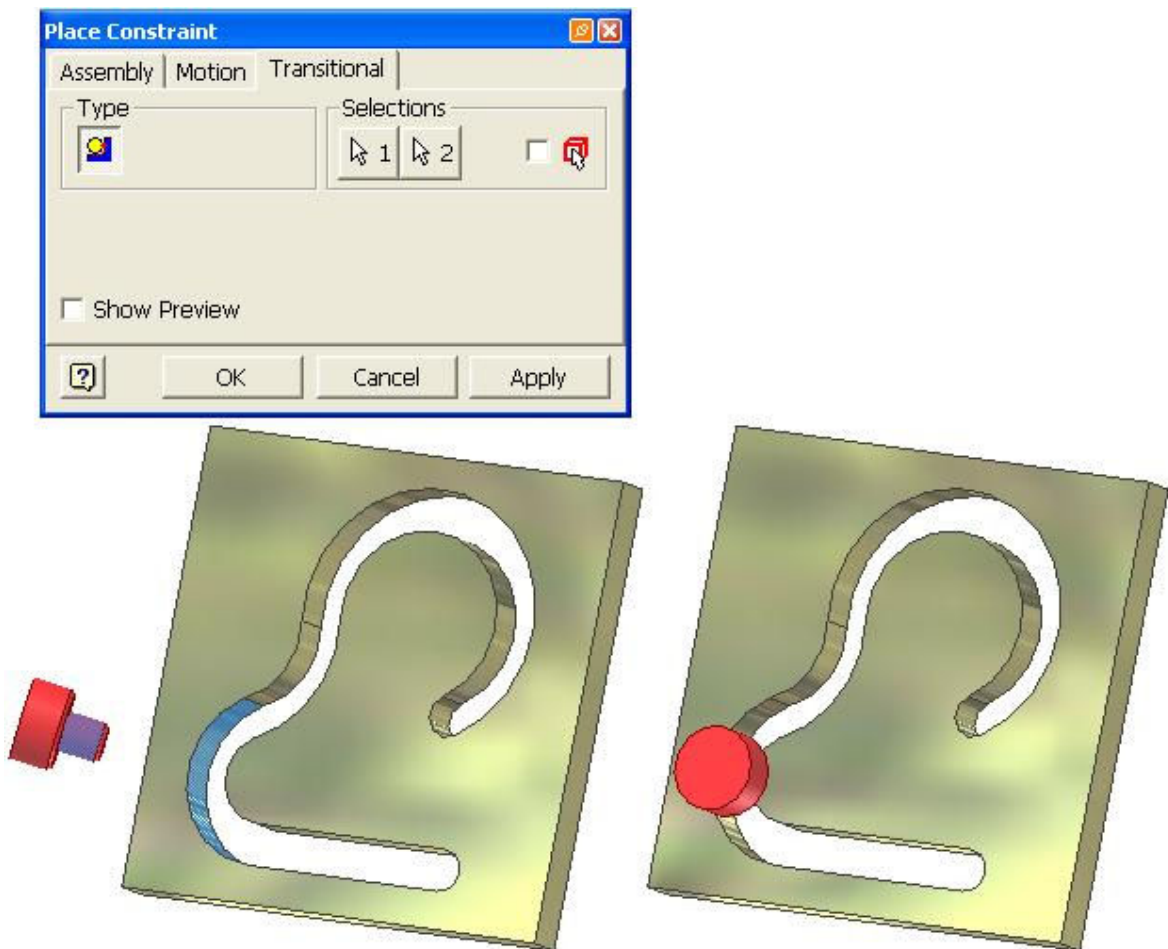 Place Constraint
Assembly Motion Transitional
Type Selections
1 2
Show Preview
? OK Cancel Apply